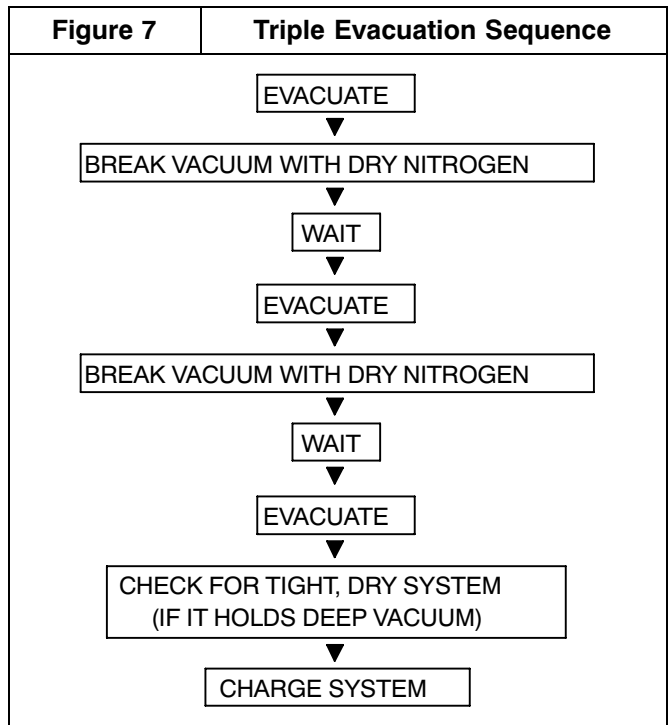 Figure 7
Triple Evacuation Sequence
EVACUATE
BREAK VACUUM WITH DRY NITROGEN
WAIT
EVACUATE
BREAK VACUUM WITH DRY NITROGEN
WAIT
EVACUATE
CHECK FOR TIGHT, DRY SYSTEM
(IF IT HOLDS DEEP VACUUM)
CHARGE SYSTEM